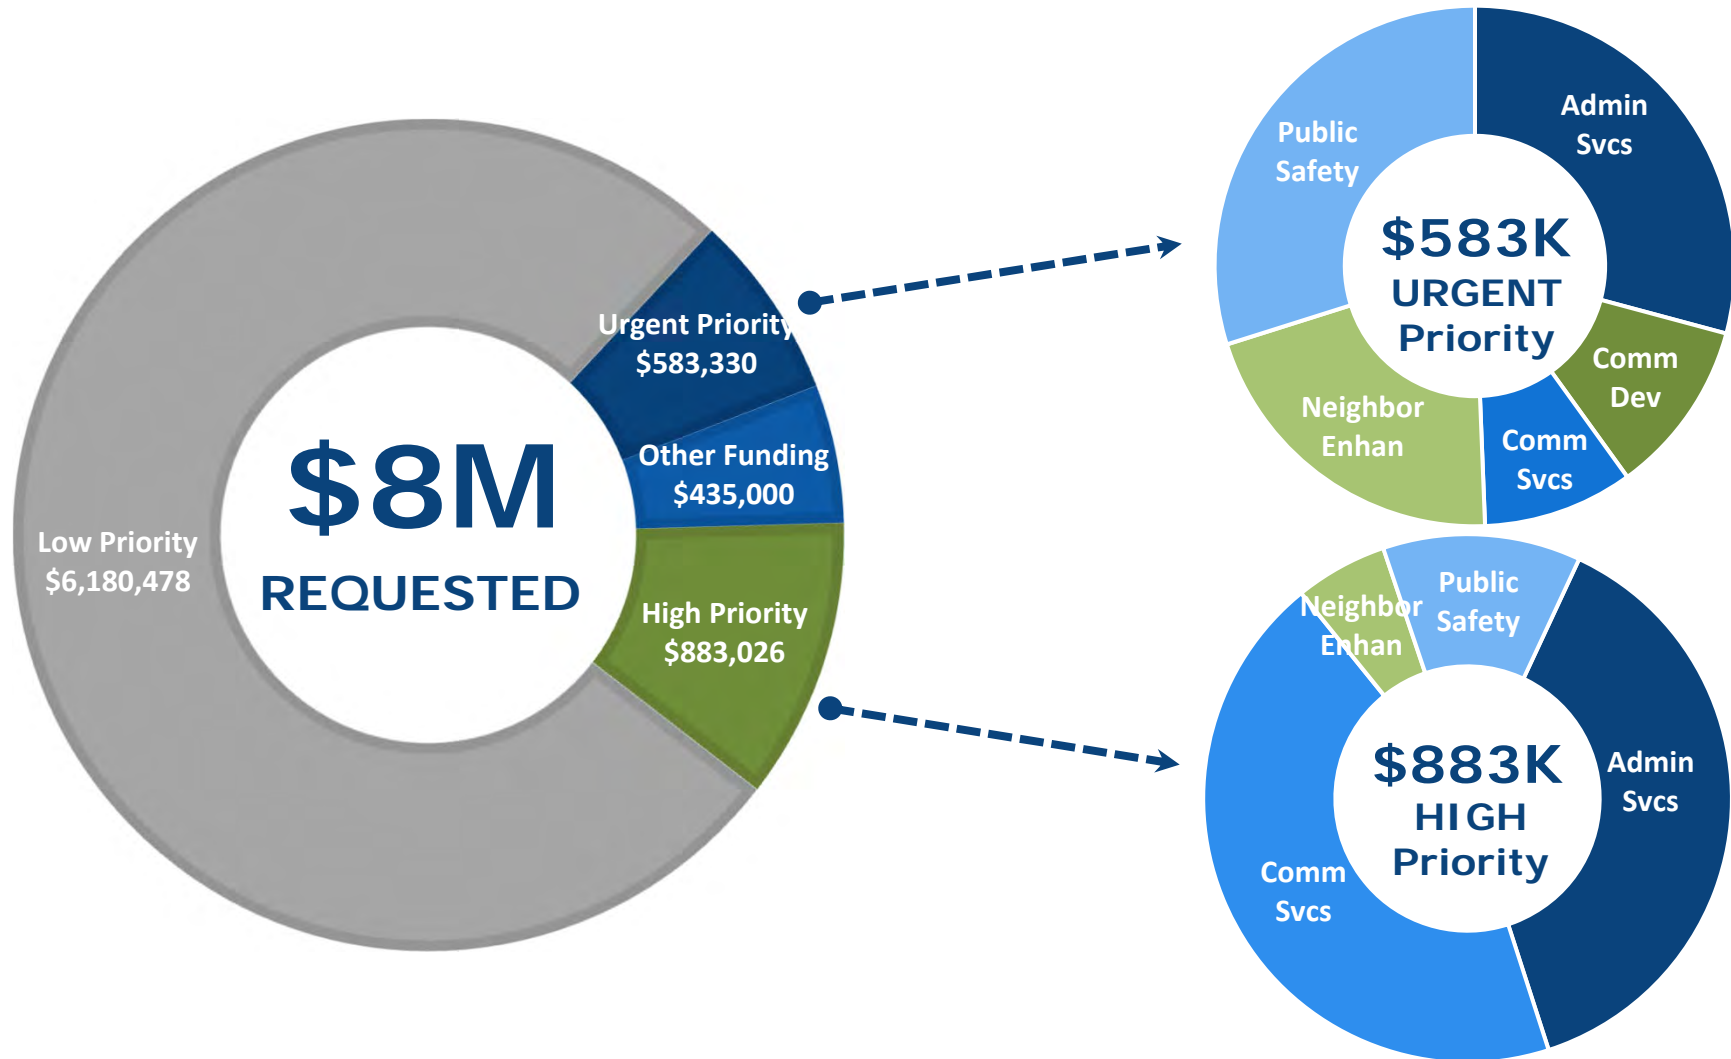 $8M
REQUESTED
Low Priority
$6,180,478
Urgent Priority
$583,330
Other Funding
$435,000
High Priority
$883,026
$583K
URGENT
Priority
Admin
Svcs
Comm
Dev
Comm
Svcs
Neighbor
Enhan
Public
Safety
$883K
HIGH
Priority
Public
Safety
Admin
Svcs
Comm
Svcs
Neighbor
Enhan